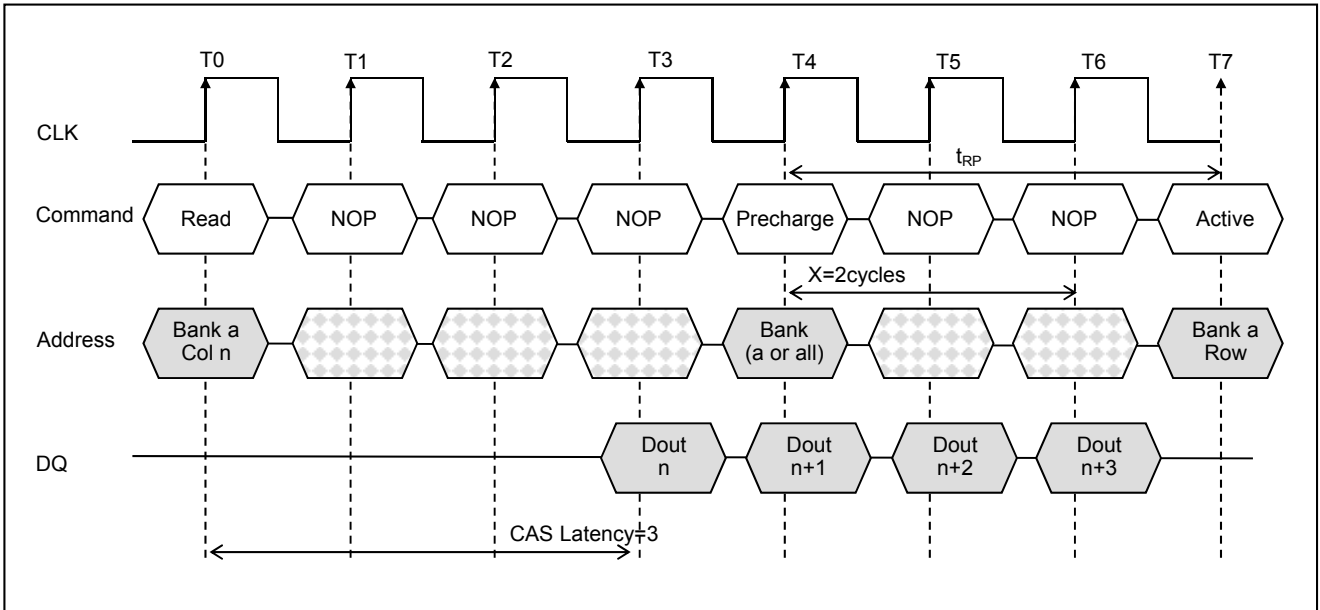 T0 T1 T2 T3 T4 T5 T6 T7
CLK
tRP
Command Read NOP NOP NOP Precharge NOP NOP Active
X=2cycles
Address Bank a Col n Bank (a or all) Bank a Row
DQ Dout n Dout n+1 Dout n+2 Dout n+3
CAS Latency=3